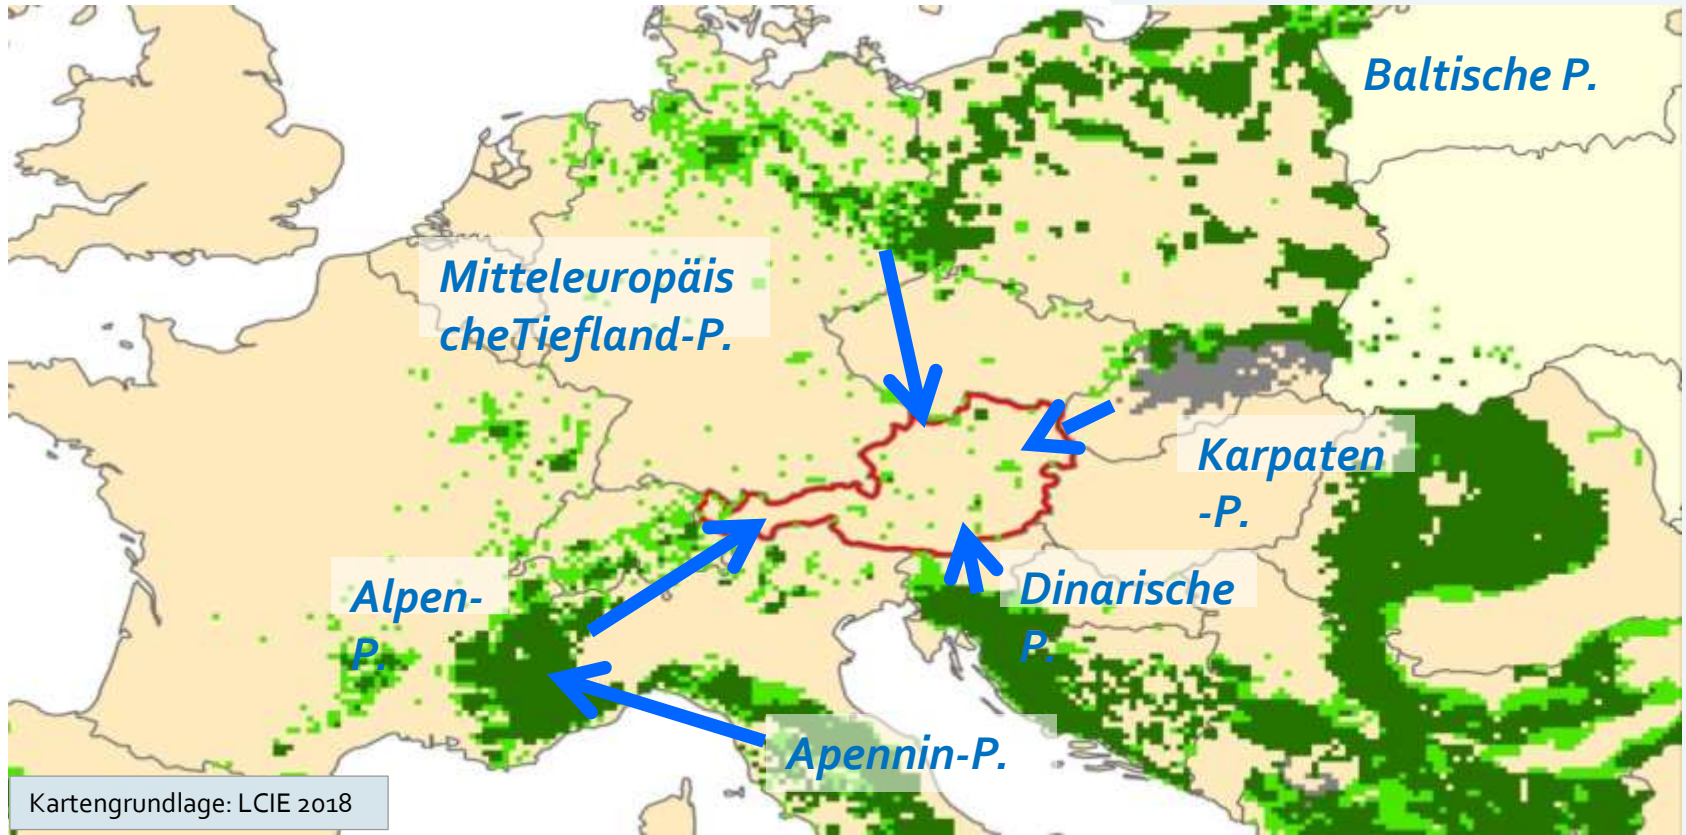 Baltische P.
Mitteleuropäis
cheTiefland-P.
Karpaten
-P.
Alpen-
P.
Dinarische
P.
Apennin-P.
Kartengrundlage: LCIE 2018